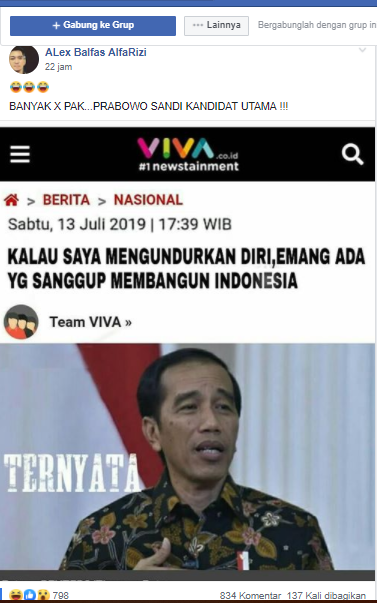 + Gabung ke Grup
••• Lainnya
Bergabunglah dengan grup in
ALex Balfas AlfaRizi
22 jam
BANYAK X PAK...PRABOWO SANDI KANDIDAT UTAMA !!!
VIVA.co.id
#1 newstainment
> BERITA > NASIONAL
Sabtu, 13 Juli 2019 | 17:39 WIB
KALAU SAYA MENGUNDURKAN DIRI,EMANG ADA
YG SANGGUP MEMBANGUN INDONESIA
Team VIVA »
TERNYATA
798
834 Komentar 137 Kali dibagikan